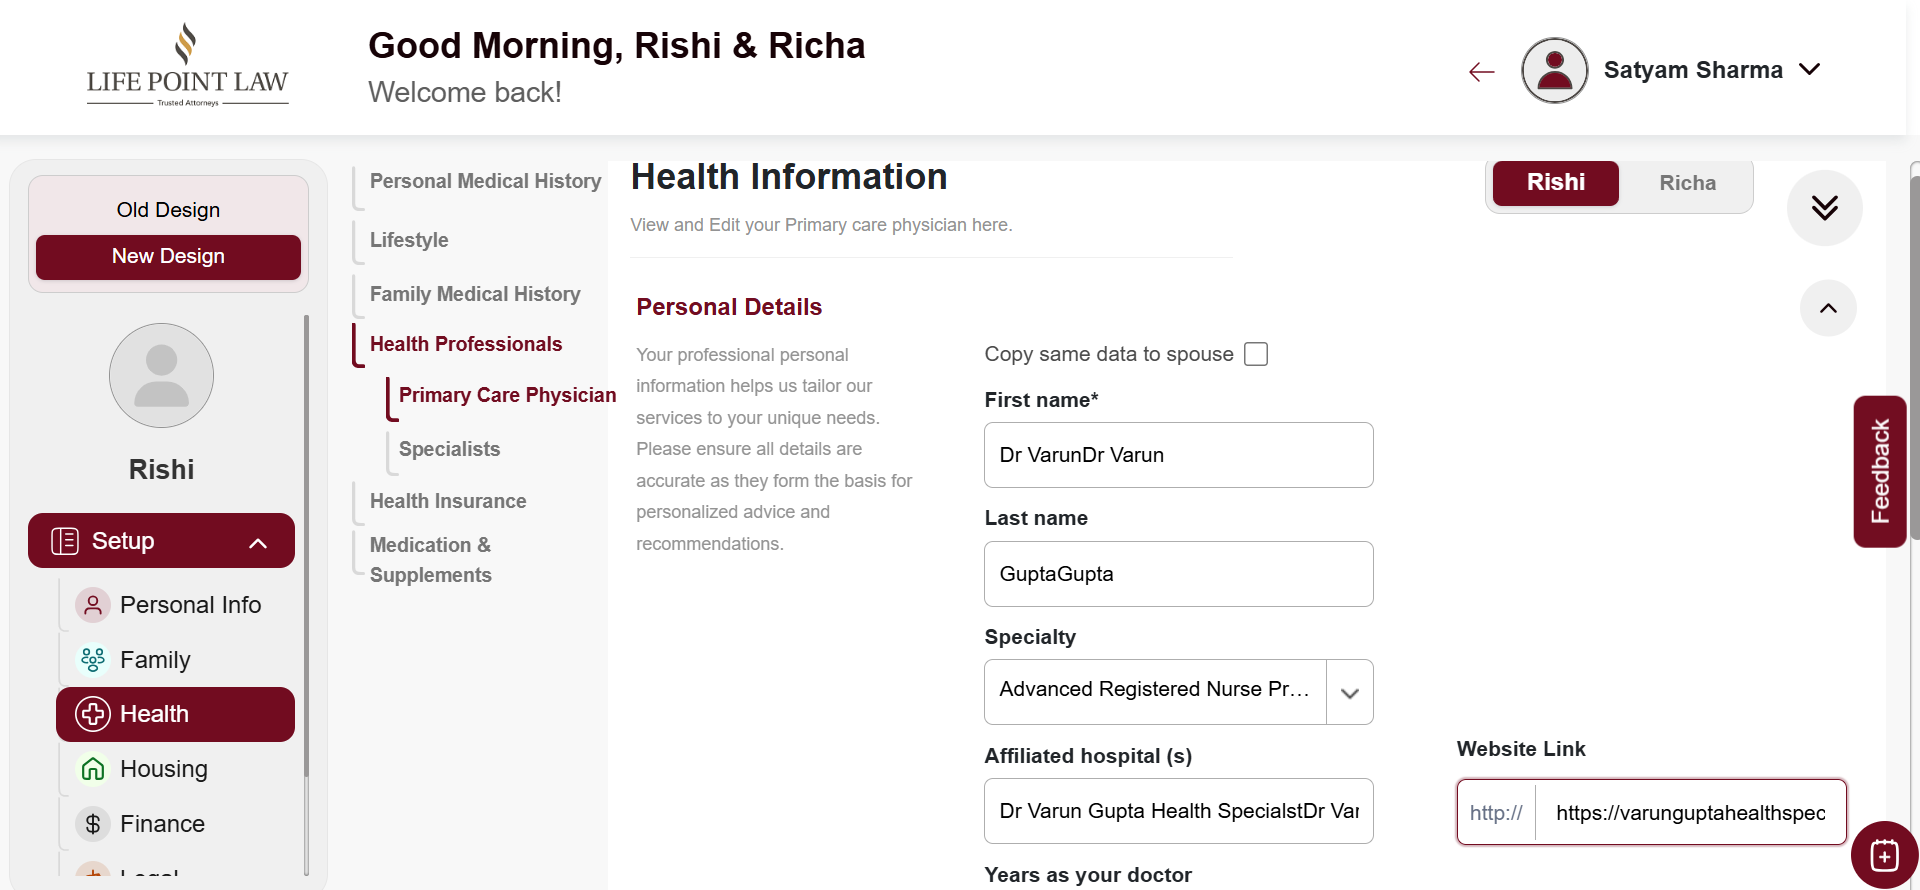 LIFE POINT LAW
Trusted Attorneys
Good Morning, Rishi & Richa
Welcome back!
Satyam Sharma
Old Design
New Design
Rishi
Setup
Personal Info
Family
Health
Housing
Finance
Legal
Personal Medical History
Lifestyle
Family Medical History
Health Professionals
Primary Care Physician
Specialists
Health Insurance
Medication &
Supplements
Health Information
View and Edit your Primary care physician here.
Rishi
Richa
Personal Details
Your professional personal
information helps us tailor our
services to your unique needs.
Please ensure all details are
accurate as they form the basis for
personalized advice and
recommendations.
Copy same data to spouse
First name*
Dr VarunDr Varun
Last name
GuptaGupta
Specialty
Advanced Registered Nurse Pr...
Affiliated hospital (s)
Dr Varun Gupta Health SpecialstDr Var
Website Link
http://
https://varunguptahealthspec
Years as your doctor
Feedback